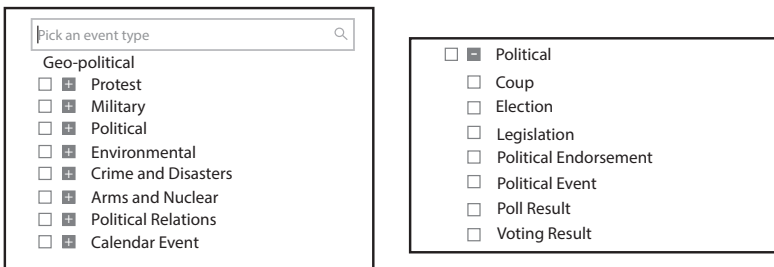 Pick an event type
Geo-political
Protest
Military
Political
Environmental
Crime and Disasters
Arms and Nuclear
Political Relations
Calendar Event
Political
Coup
Election
Legislation
Political Endorsement
Political Event
Poll Result
Voting Result